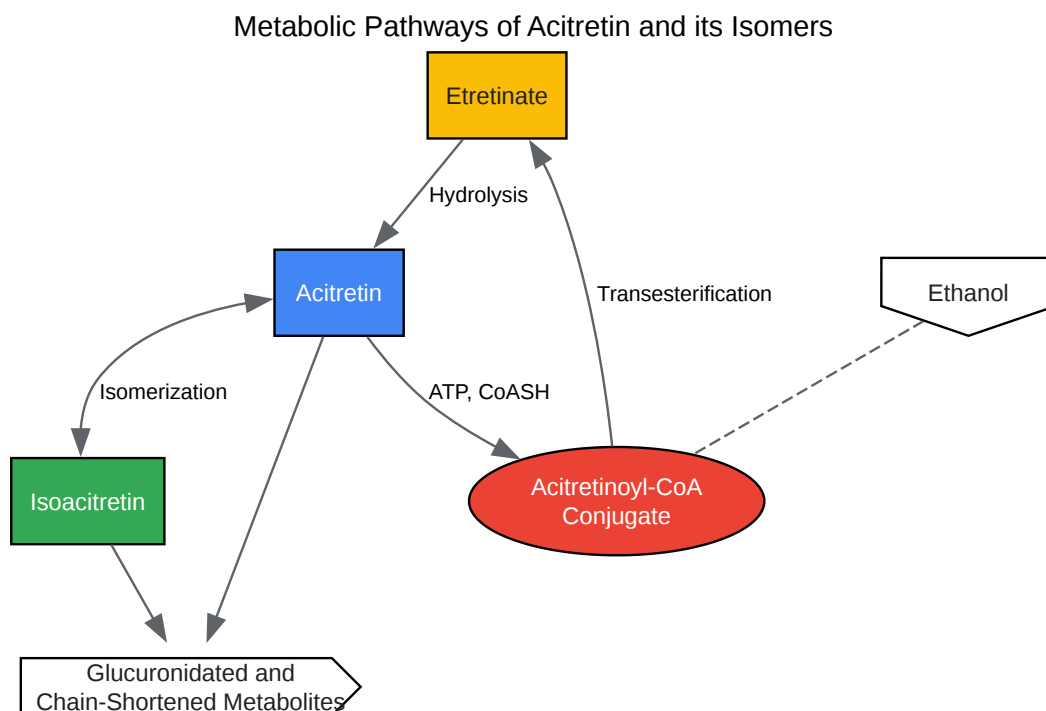 Metabolic Pathways of Acitretin and its Isomers
Etretinate
Hydrolysis
Acitretin
Transesterification
Ethanol
Isomerization
ATP, CoASH
Isoacitretin
Acitretinoyl-CoA
Conjugate
Glucuronidated and
Chain-Shortened Metabolites